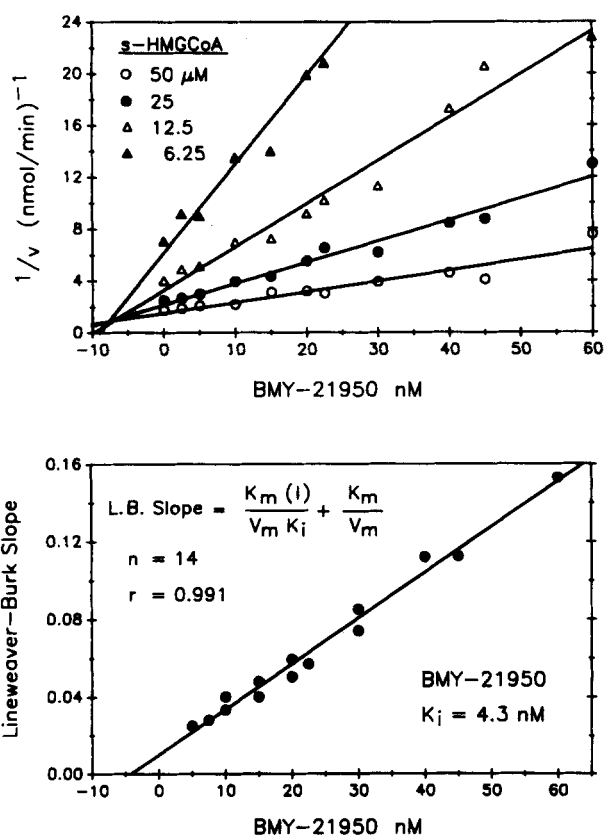 24
20
16
12
8
4
0
1/v (nmol/min)⁻¹
s-HMGCoA
50 μM
25
12.5
6.25
-10 0 10 20 30 40 50 60
BMY-21950 nM
0.16
0.12
0.08
0.04
0.00
Lineweaver-Burk Slope
L.B. Slope = Km (I) / Vm Ki + Km / Vm
n = 14
r = 0.991
BMY-21950
Ki = 4.3 nM
-10 0 10 20 30 40 50 60
BMY-21950 nM